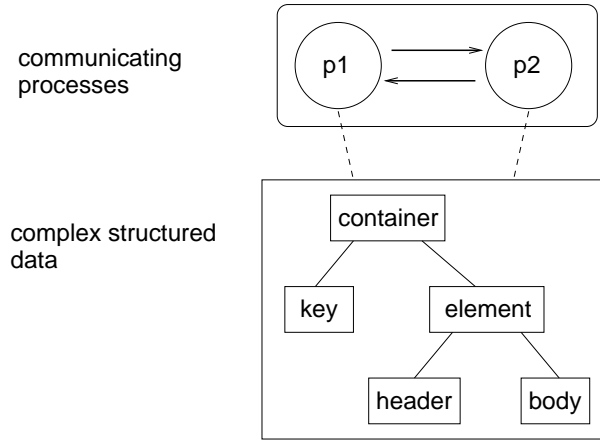 communicating
processes
p1
p2
complex structured
data
container
key
element
header
body